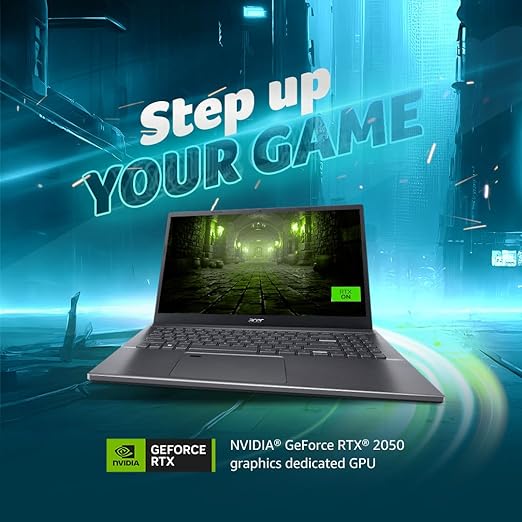 Step up
YOUR GAME
RTX
ON
acer
NVIDIA
GEFORCE
RTX
NVIDIA® GeForce RTX® 2050
graphics dedicated GPU